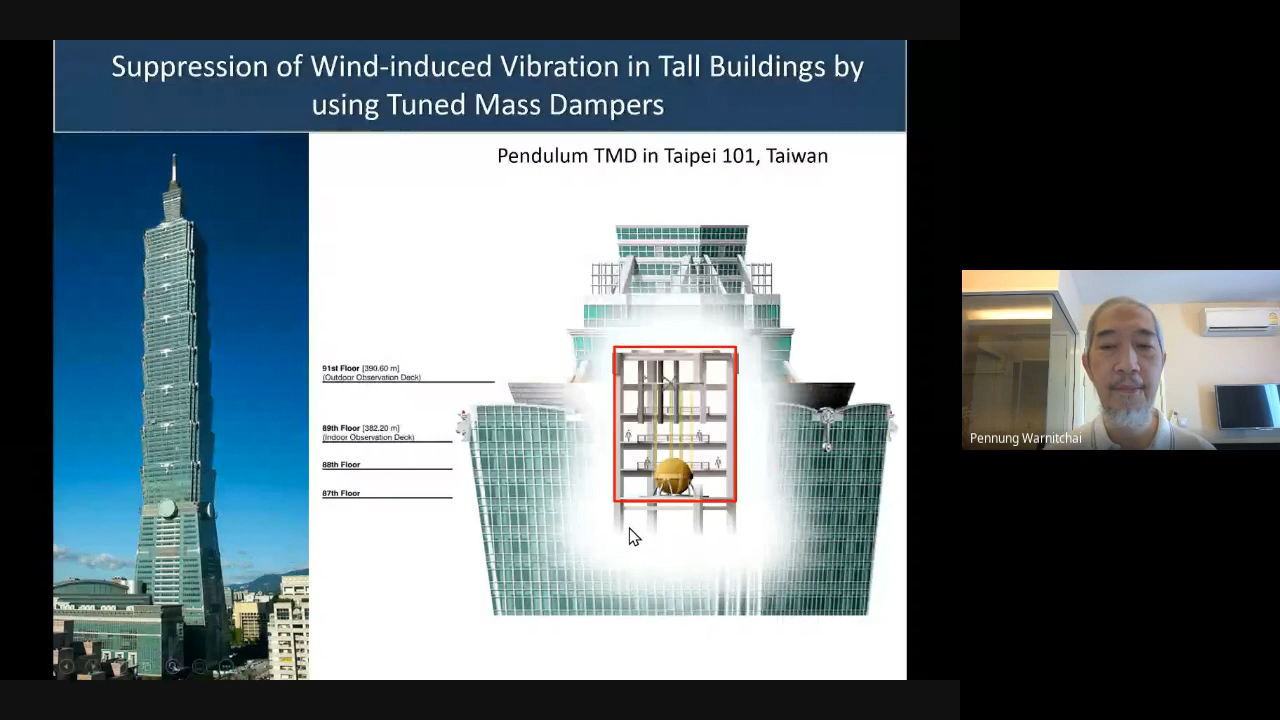 Suppression of Wind-induced Vibration in Tall Buildings by
using Tuned Mass Dampers
Pendulum TMD in Taipei 101, Taiwan
91st Floor [390.60 m]
(Outdoor Observation Deck)
89th Floor [382.20 m]
(Indoor Observation Deck)
88th Floor
87th Floor
Pennung Warnitchai